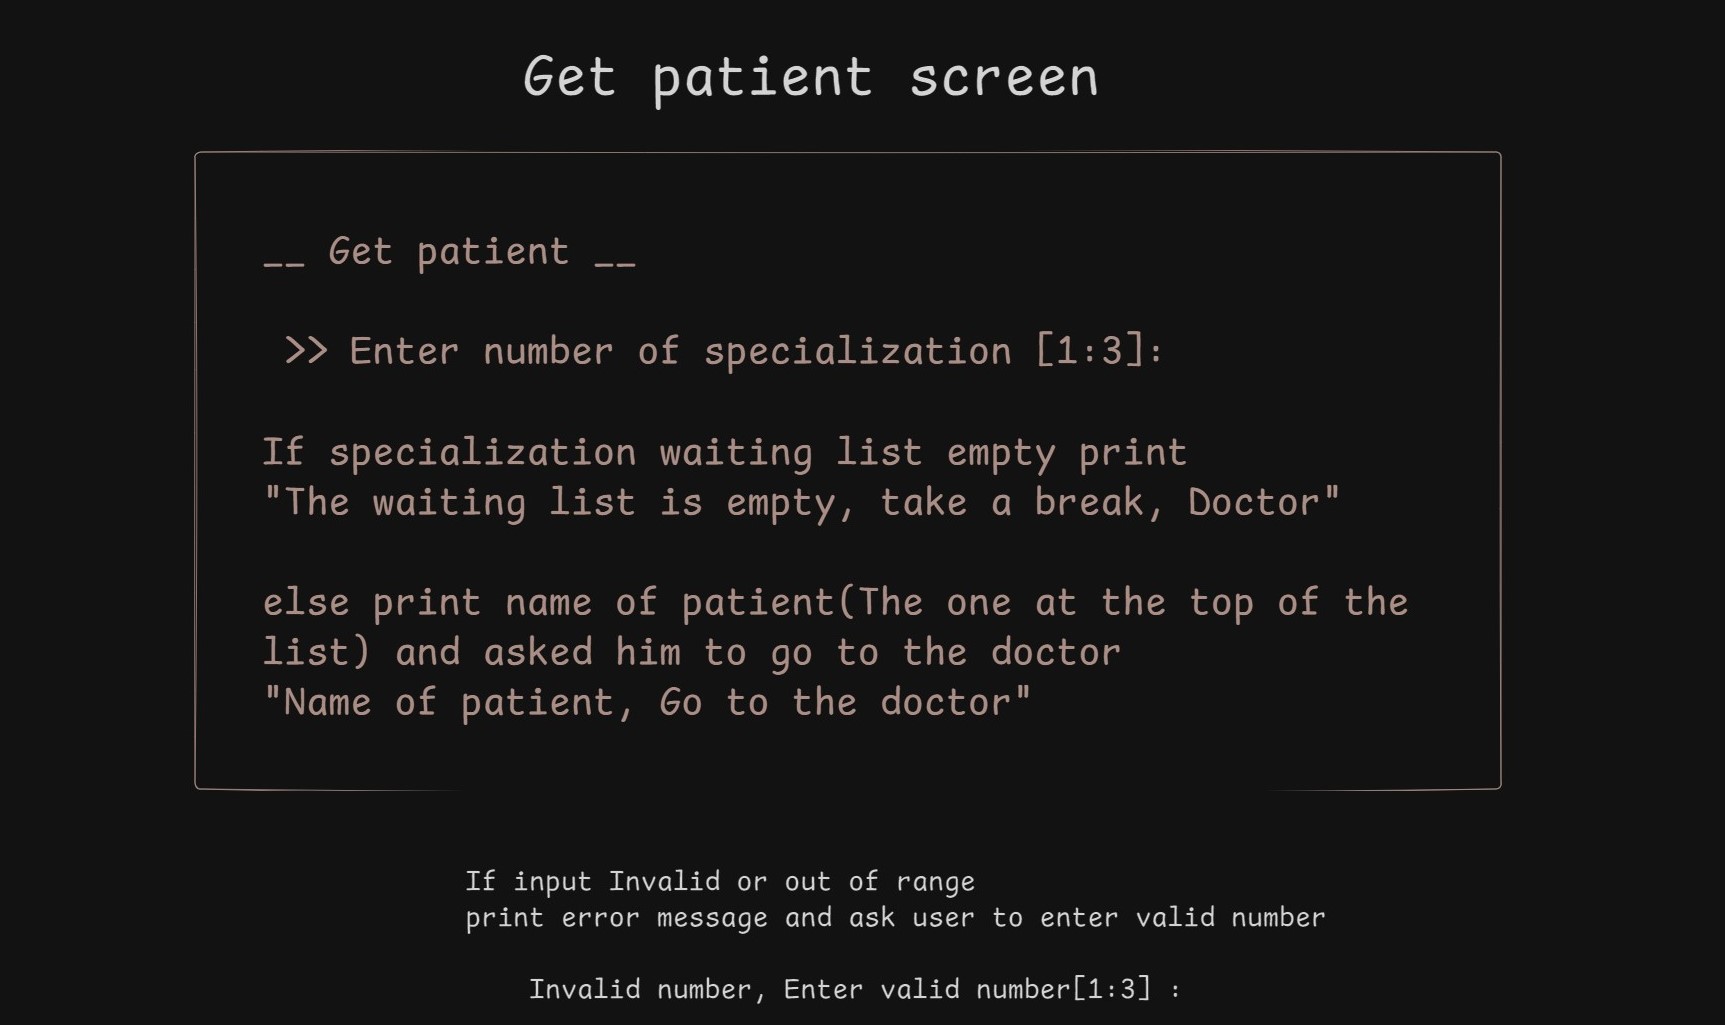 Get patient screen
__ Get patient __
>> Enter number of specialization [1:3]:
If specialization waiting list empty print
"The waiting list is empty, take a break, Doctor"
else print name of patient(The one at the top of the
list) and asked him to go to the doctor
"Name of patient, Go to the doctor"
If input Invalid or out of range
print error message and ask user to enter valid number
Invalid number, Enter valid number[1:3] :